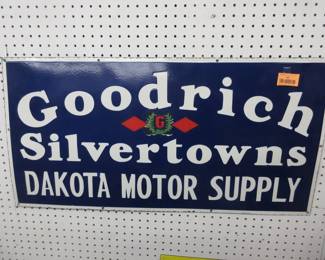 Goodrich
G
Silvertowns
DAKOTA MOTOR SUPPLY